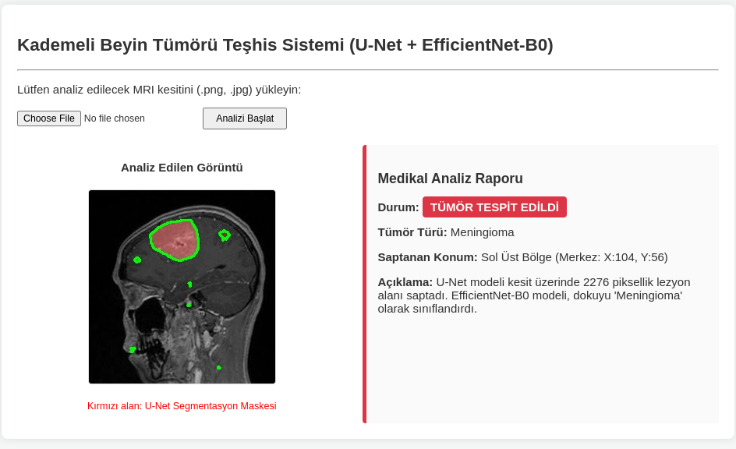 Kademeli Beyin Tümörü Teşhis Sistemi (U-Net + EfficientNet-B0)
Lütfen analiz edilecek MRI kesitini (.png, .jpg) yükleyin:
Choose File No file chosen
Analizi Başlat
Analiz Edilen Görüntü
Kırmızı alan: U-Net Segmentasyon Maskesi
Medikal Analiz Raporu
Durum: TÜMÖR TESPİT EDİLDİ
Tümör Türü: Meningioma
Saptanan Konum: Sol Üst Bölge (Merkez: X:104, Y:56)
Açıklama: U-Net modeli kesit üzerinde 2276 piksellik lezyon
alanı saptadı. EfficientNet-B0 modeli, dokuyu 'Meningioma'
olarak sınıflandırdı.